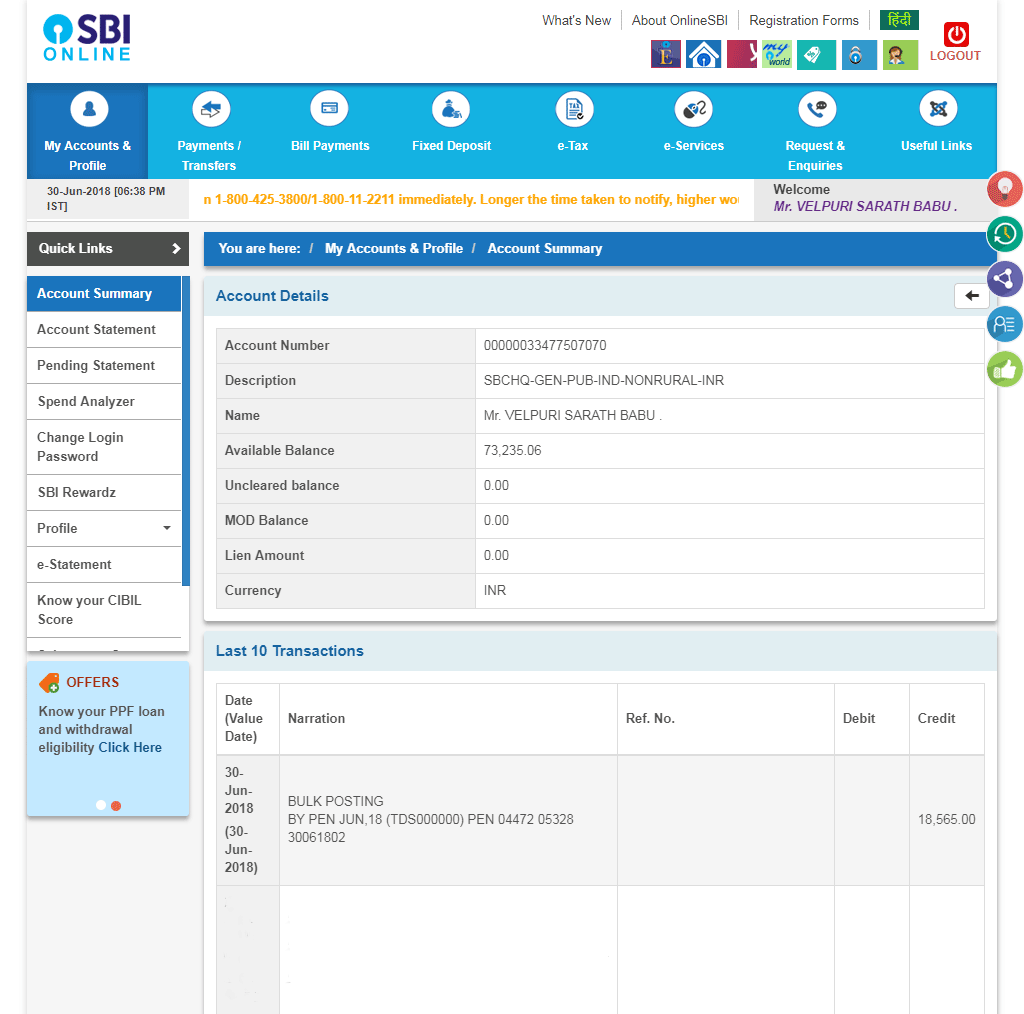 SBI
ONLINE
What's New
About OnlineSBI
Registration Forms
हिंदी
E
my
world
LOGOUT
My Accounts &
Profile
Payments /
Transfers
Bill Payments
Fixed Deposit
TAX
e-Tax
e-Services
Request &
Enquiries
Useful Links
30-Jun-2018 [06:38 PM
IST]
n 1-800-425-3800/1-800-11-2211 immediately. Longer the time taken to notify, higher
Welcome
Mr. VELPURI SARATH BABU .
Quick Links
You are here: / My Accounts & Profile / Account Summary
Account Summary
Account Statement
Pending Statement
Spend Analyzer
Change Login
Password
SBI Rewardz
Profile
e-Statement
Know your CIBIL
Score
OFFERS
Know your PPF loan
and withdrawal
eligibility Click Here
Account Details
Account Number 00000033477507070
Description SBCHQ-GEN-PUB-IND-NONRURAL-INR
Name Mr. VELPURI SARATH BABU .
Available Balance 73,235.06
Uncleared balance 0.00
MOD Balance 0.00
Lien Amount 0.00
Currency INR
Last 10 Transactions
Date
(Value
Date)
Narration
Ref. No.
Debit
Credit
30-
Jun-
2018
(30-
Jun-
2018)
BULK POSTING
BY PEN JUN,18 (TDS000000) PEN 04472 05328
30061802
18,565.00